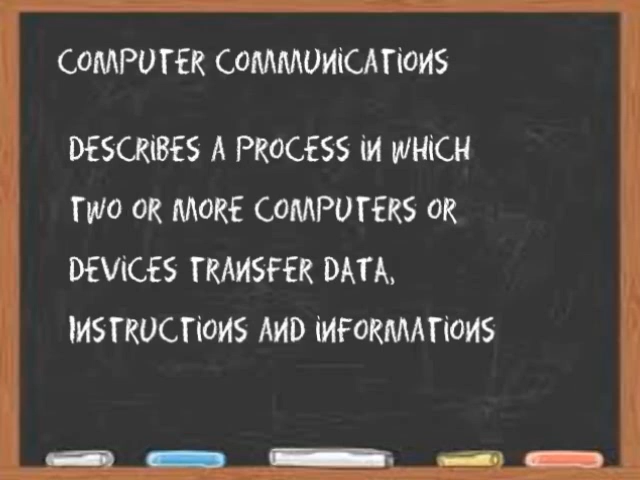 COMPUTER COMMUNiCATiONS
DESCRiBES A PROCESS iN WHiCH
TWO OR MORE COMPUTERS OR
DEViCES TRANSFER DATA,
INSTRUCTiONS AND iNFORMATiONS